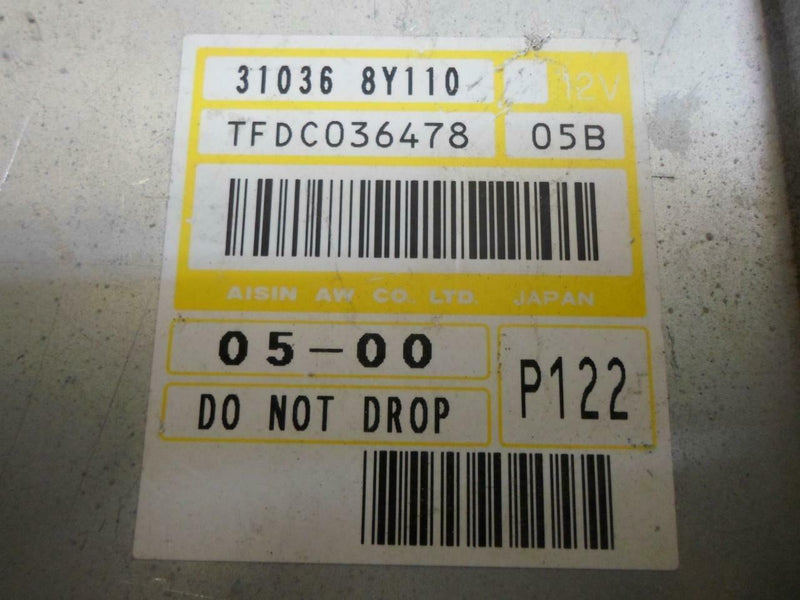 31036 8Y110 12V
TFDC036478 05B
AISIN AW CO., LTD. JAPAN
05-00
P122
DO NOT DROP